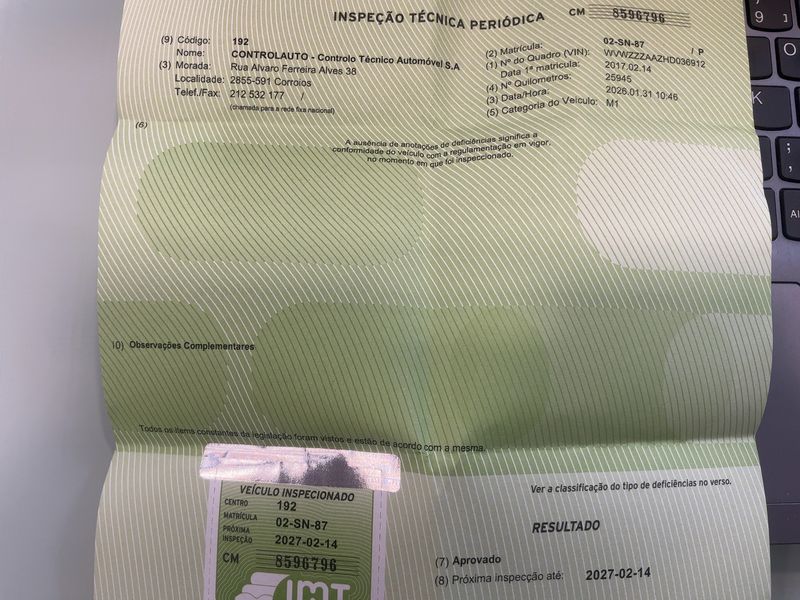 INSPEÇÃO TÉCNICA PERIÓDICA CM 8596796
(9) Código: 192
Nome: CONTROLAUTO - Controlo Técnico Automóvel S.A
(3) Morada: Rua Alvaro Ferreira Alves 38
Localidade: 2855-591 Corroios
Telef./Fax: 212 532 177 /
(chamada para a rede fixa nacional)
(2) Matrícula: 02-SN-87 / P
(1) Nº do Quadro (VIN): WVWZZZAAZHD036912
Data 1ª matrícula: 2017.02.14
(4) Nº Quilometros: 25945
(3) Data/Hora: 2026.01.31 10:46
(5) Categoria do Veículo: M1
(6)
A ausência de anotações de deficiências significa a
conformidade do veículo com a regulamentação em vigor,
no momento em que foi inspeccionado.
10) Observações Complementares
Todos os itens constantes da legislação foram vistos e estão de acordo com a mesma.
VEÍCULO INSPECIONADO
CENTRO 192
MATRÍCULA 02-SN-87
PRÓXIMA
INSPEÇÃO 2027-02-14
CM 8596796
IMT
Ver a classificação do tipo de deficiências no verso.
RESULTADO
(7) Aprovado
(8) Próxima inspecção até: 2027-02-14
9
O
K
;
,
Al